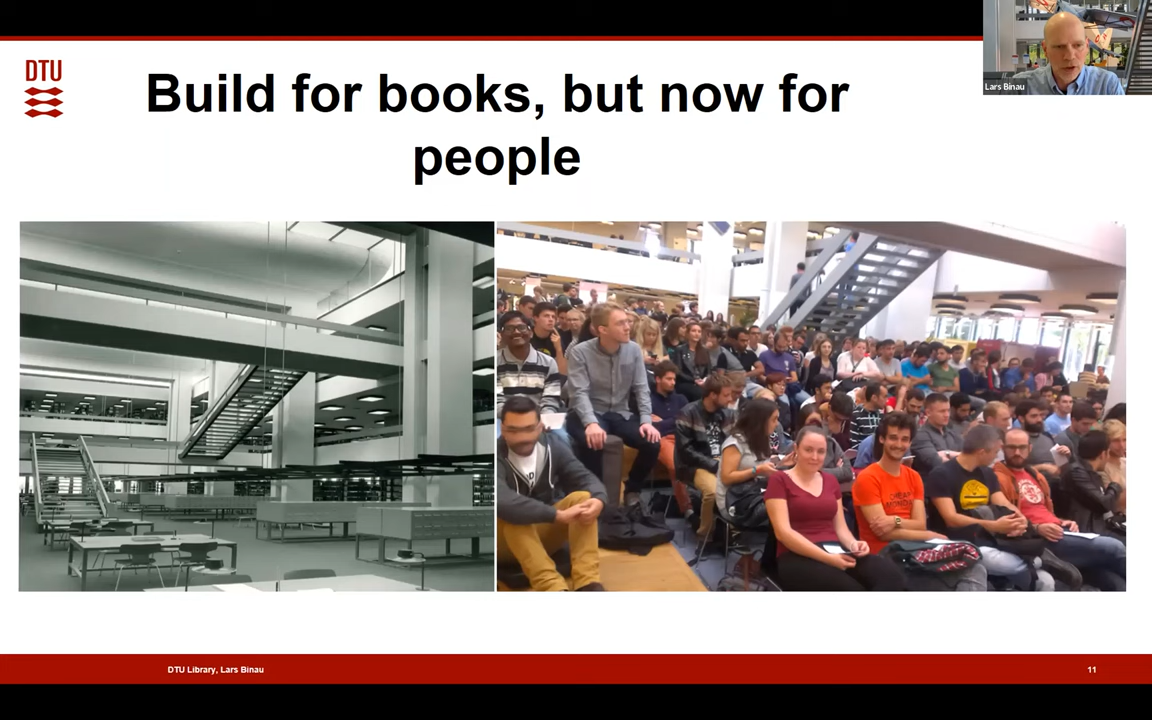 DTU
Build for books, but now for
people
Lars Binau
DTU Library, Lars Binau
11